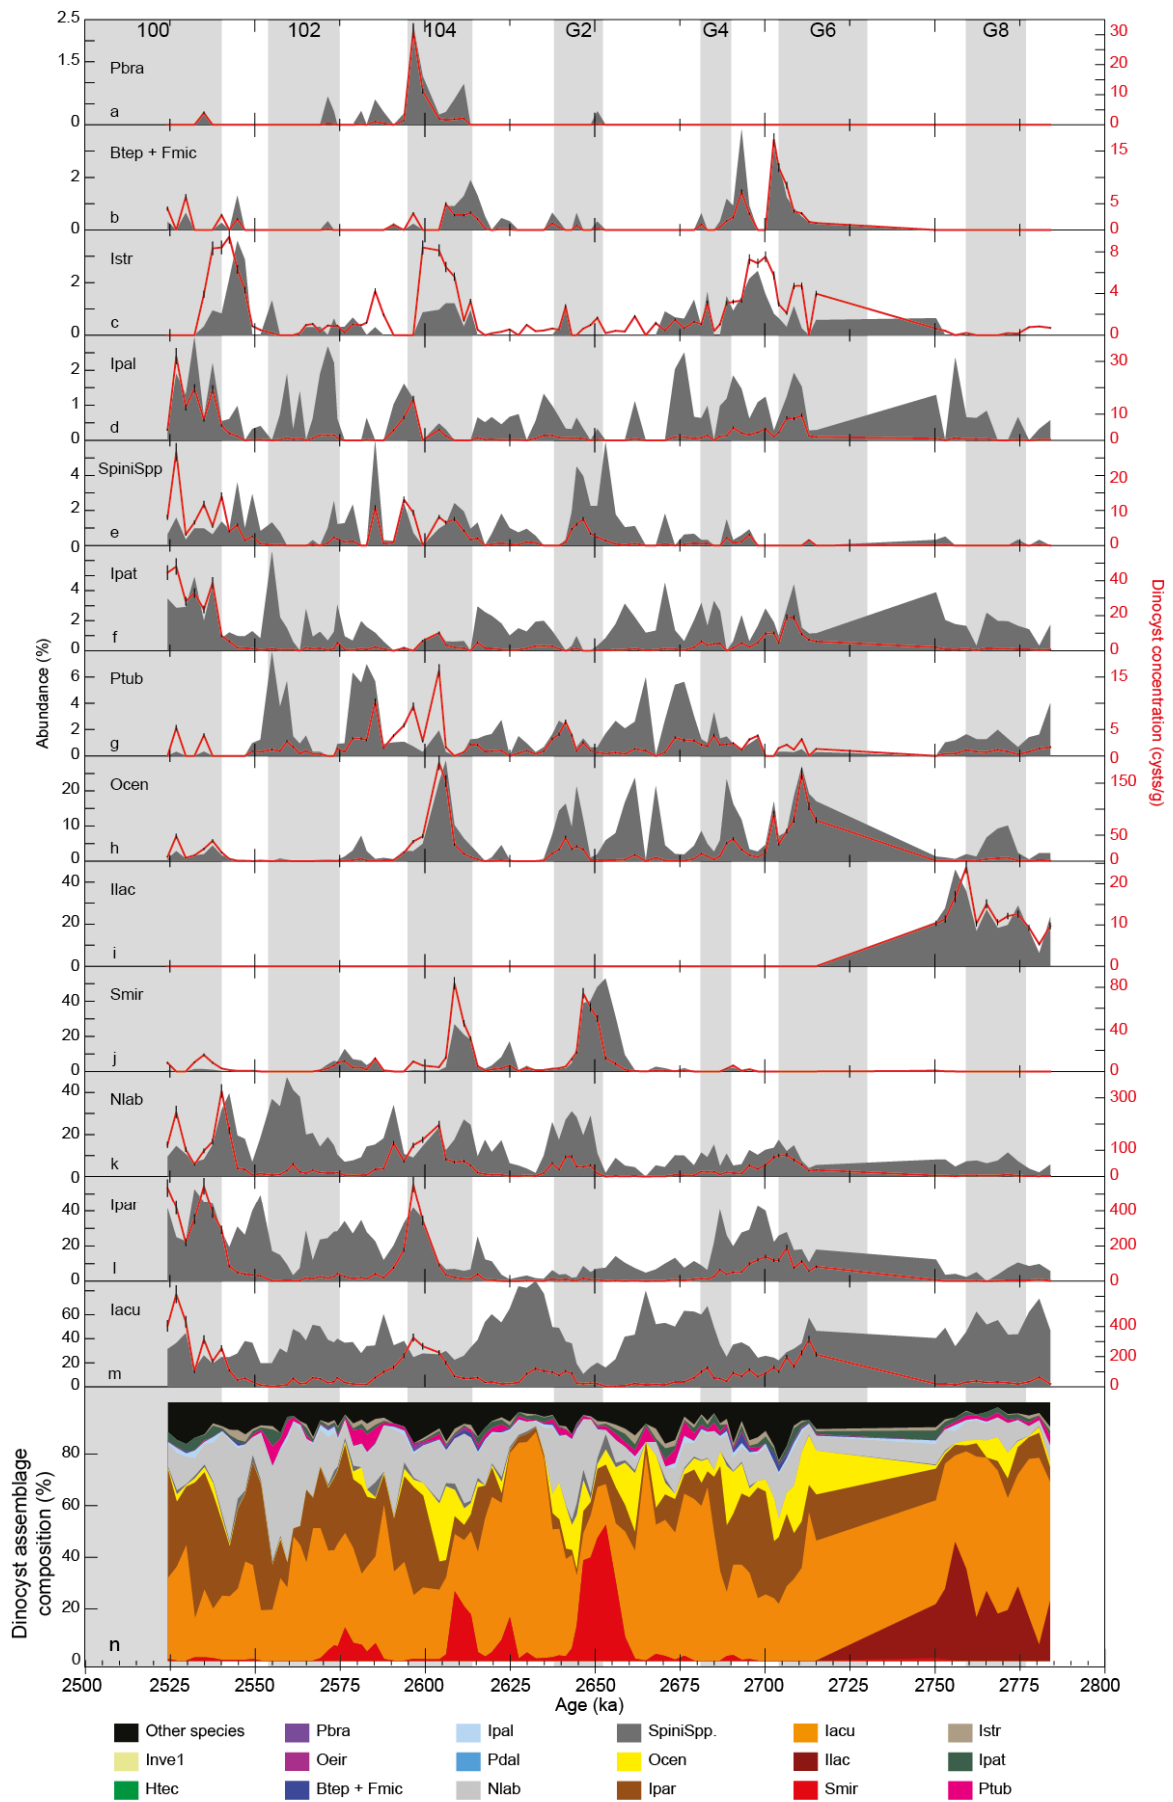 2.5 100 102 104 G2 G4 G6 G8 30
1.5 Pbra 20
10
0 a 0
Btep + Fmic 15
2 10
5
0 b 0
Istr 8
2 4
0 c 0
Ipal 30
2 20
1 10
0 d 0
SpiniSpp
4 20
2 10
0 e 0
Ipat 40
4
2 20
0 f 0
Ptub 15
6
4 10
2 5
0 g 0
Ocen
20 150
10 50
0 h 0
Ilac
40 20
20 10
0 i 0
Smir 80
40
20 40
0 j 0
Nlab 300
40
20 100
0 k 0
Ipar
40 400
20 200
0 l 0
Iacu
60 400
40
20 200
100
0 m 0
Abundance (%)
Dinocyst concentration (cysts/g)
Dinocyst assemblage
composition (%)
80
60
40
20
0 n
2500 2525 2550 2575 2600 2625 2650 2675 2700 2725 2750 2775 2800
Age (ka)
Other species Pbra Ipal SpiniSpp. Iacu Istr
Inve1 Oeir Pdal Ocen Ilac Ipat
Htec Btep + Fmic Nlab Ipar Smir Ptub